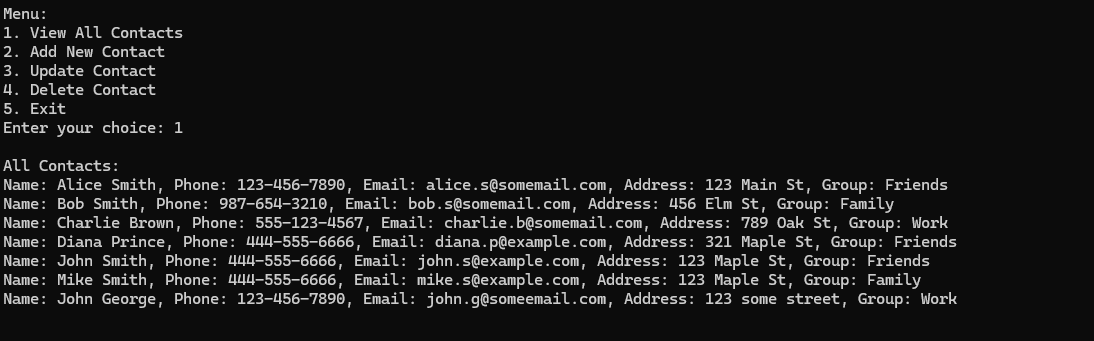 Menu:
1. View All Contacts
2. Add New Contact
3. Update Contact
4. Delete Contact
5. Exit
Enter your choice: 1
All Contacts:
Name: Alice Smith, Phone: 123-456-7890, Email: alice.s@somemail.com, Address: 123 Main St, Group: Friends
Name: Bob Smith, Phone: 987-654-3210, Email: bob.s@somemail.com, Address: 456 Elm St, Group: Family
Name: Charlie Brown, Phone: 555-123-4567, Email: charlie.b@somemail.com, Address: 789 Oak St, Group: Work
Name: Diana Prince, Phone: 444-555-6666, Email: diana.p@example.com, Address: 321 Maple St, Group: Friends
Name: John Smith, Phone: 444-555-6666, Email: john.s@example.com, Address: 123 Maple St, Group: Friends
Name: Mike Smith, Phone: 444-555-6666, Email: mike.s@example.com, Address: 123 Maple St, Group: Family
Name: John George, Phone: 123-456-7890, Email: john.g@someemail.com, Address: 123 some street, Group: Work